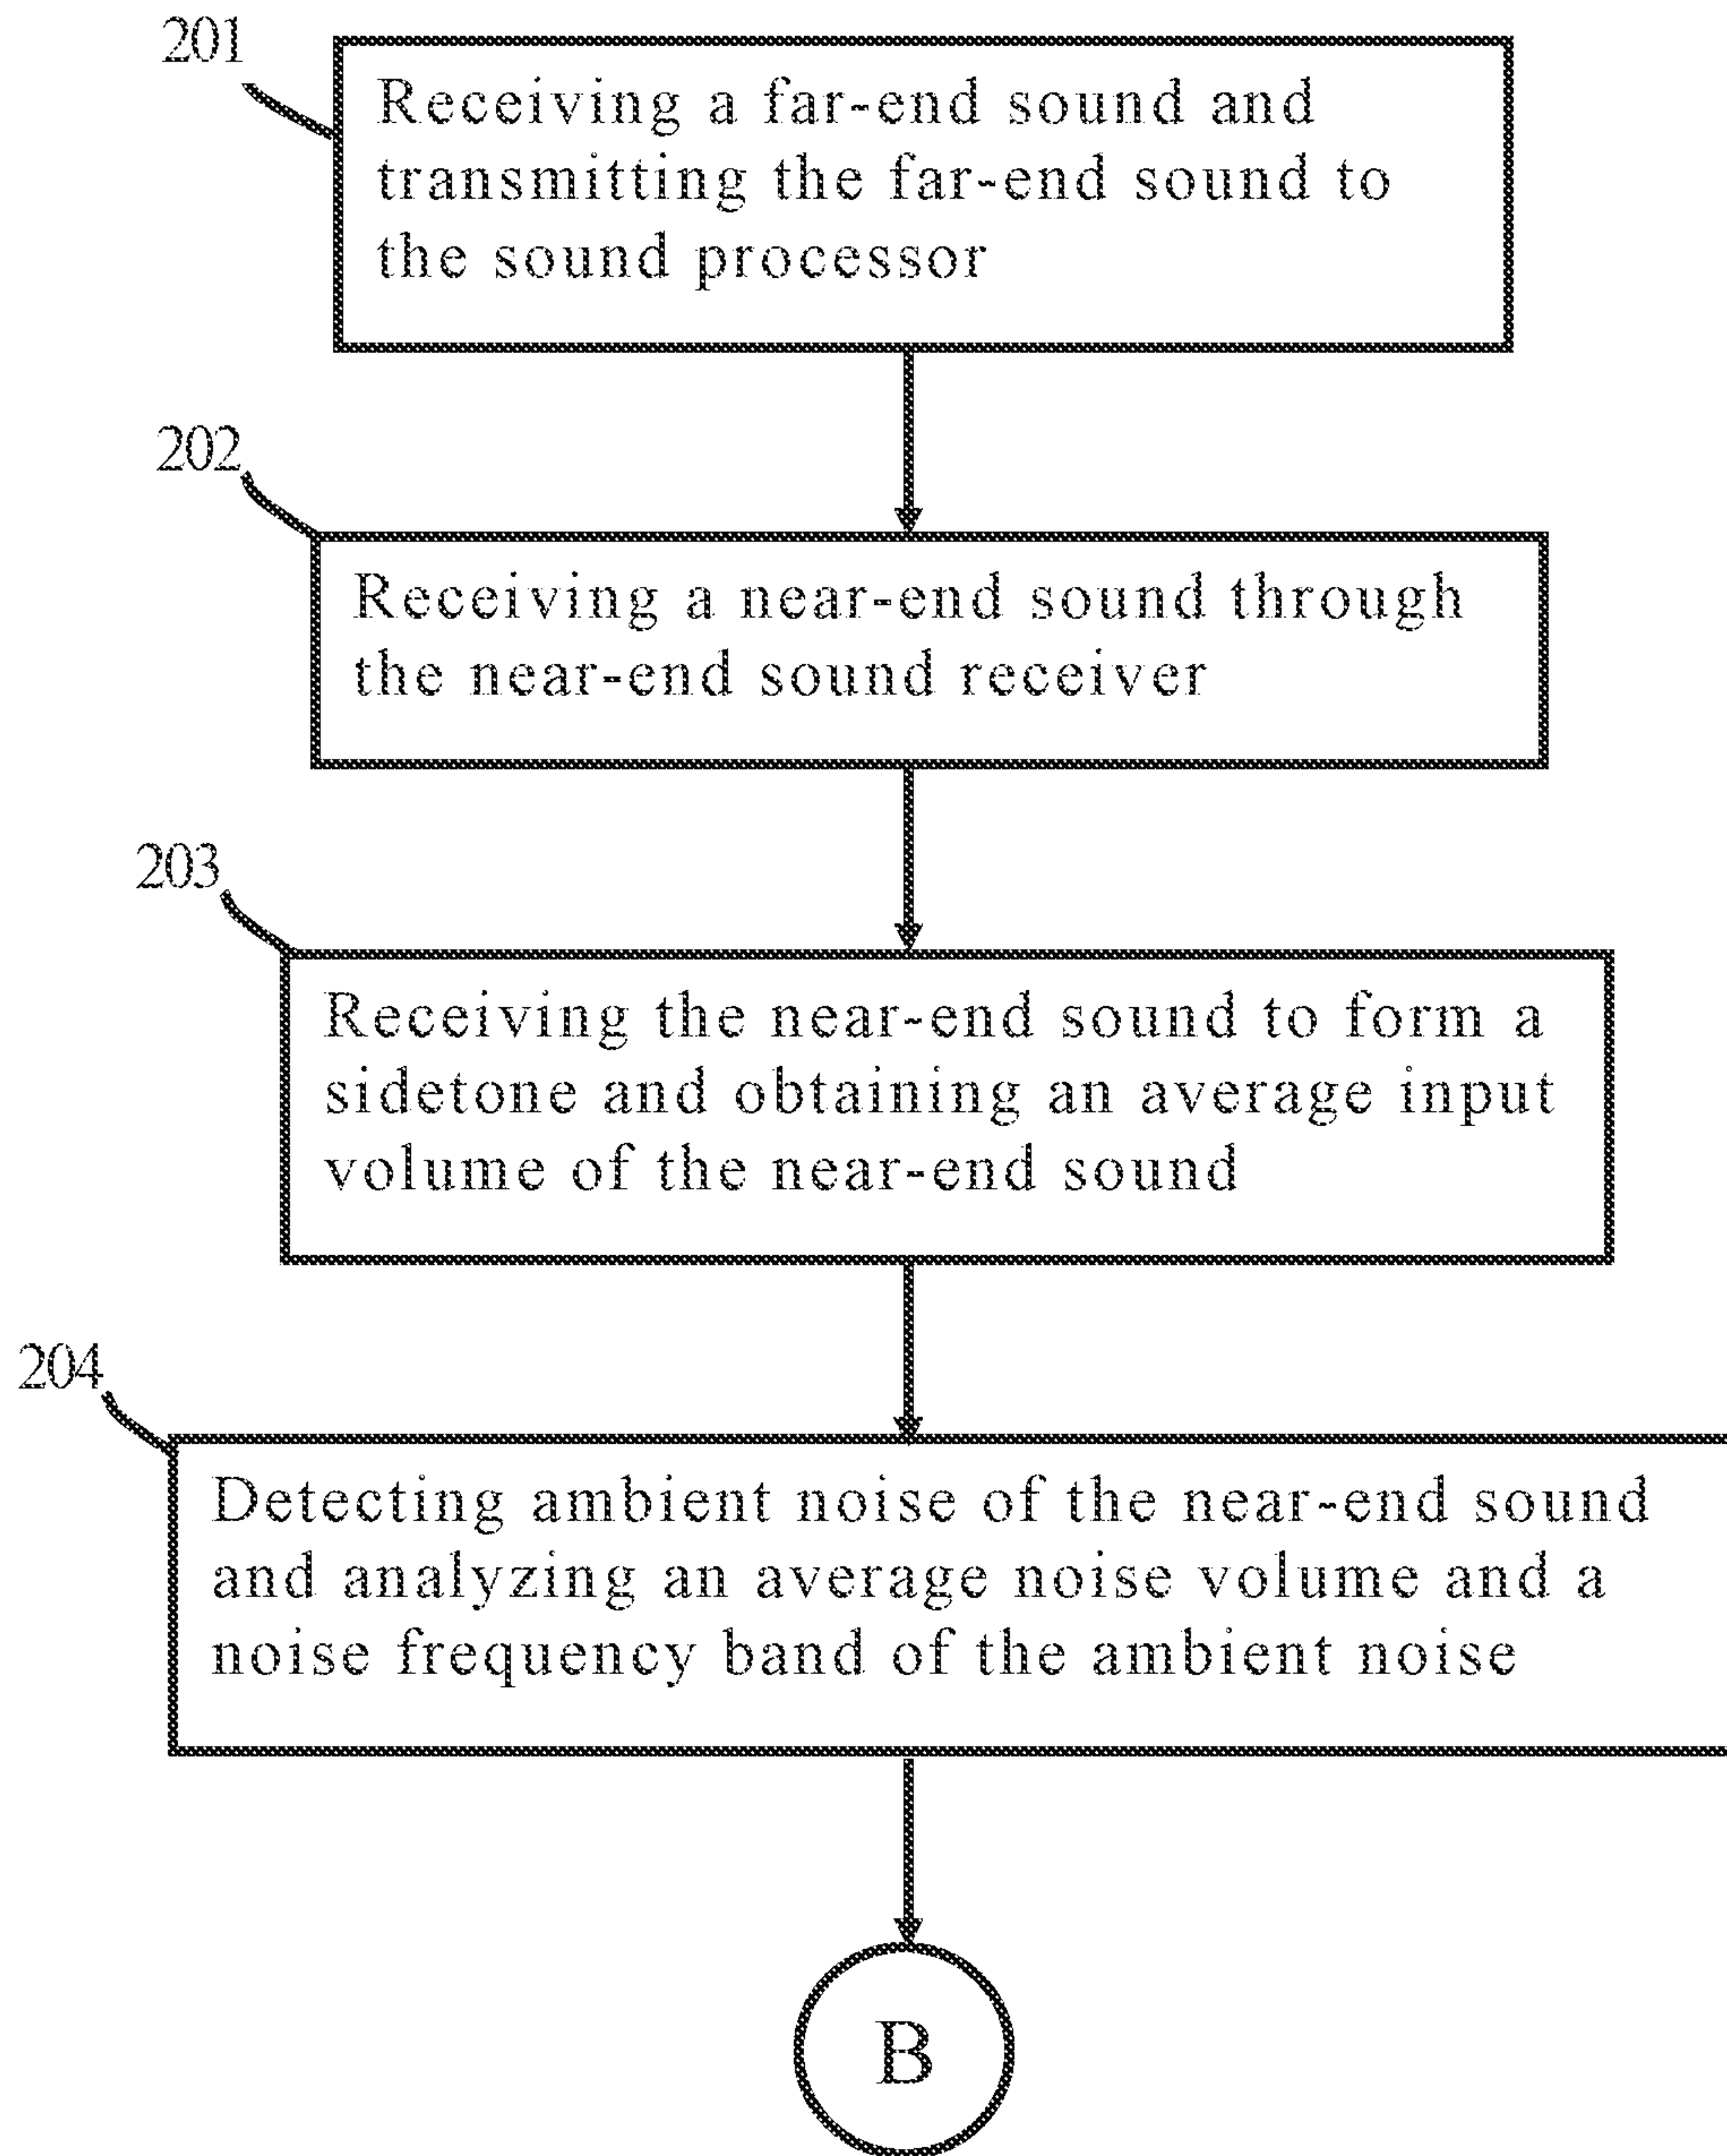 201
Receiving a far-end sound and
transmitting the far-end sound to
the sound processor
202
Receiving a near-end sound through
the near-end sound receiver
203
Receiving the near-end sound to form a
sidetone and obtaining an average input
volume of the near-end sound
204
Detecting ambient noise of the near-end sound
and analyzing an average noise volume and a
noise frequency band of the ambient noise
B